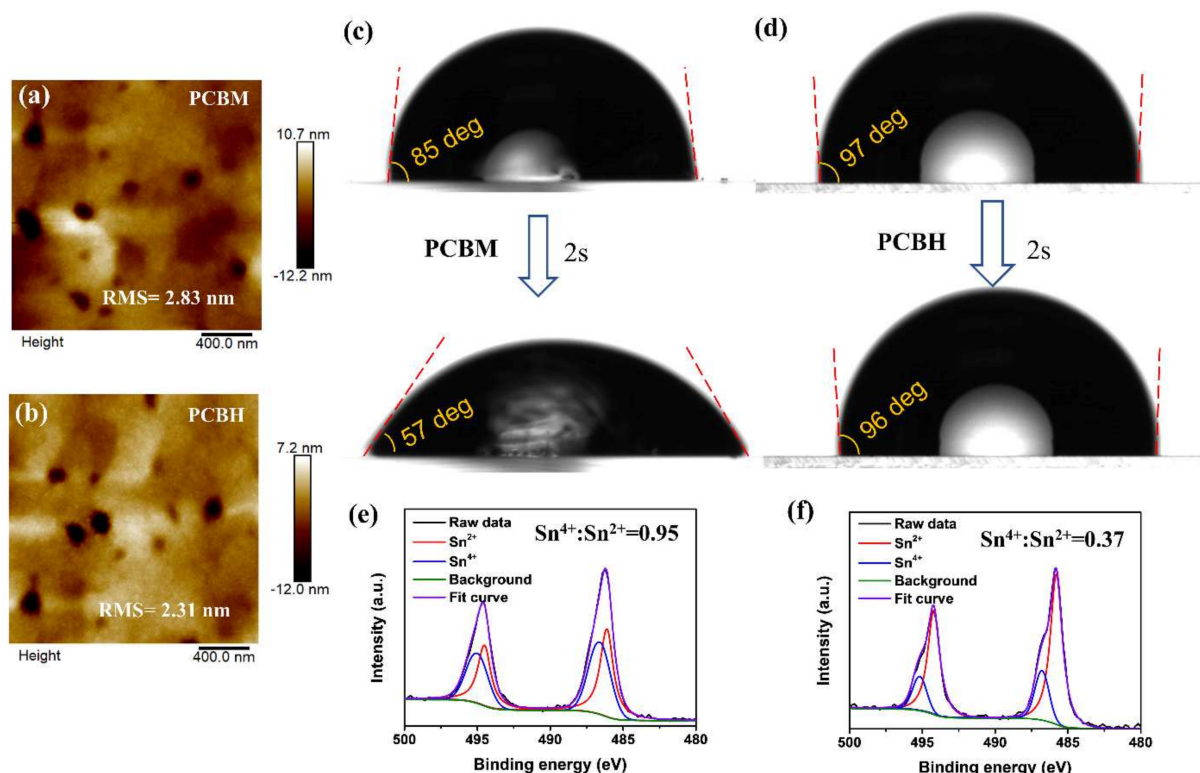 (a)
PCBM
RMS= 2.83 nm
Height
400.0 nm
10.7 nm
-12.2 nm
(b)
PCBH
RMS= 2.31 nm
Height
400.0 nm
7.2 nm
-12.0 nm
(c)
85 deg
PCBM
2s
57 deg
(d)
97 deg
PCBH
2s
96 deg
(e)
Raw data
Sn²⁺
Sn⁴⁺
Background
Fit curve
Sn⁴⁺:Sn²⁺=0.95
Intensity (a.u.)
500 495 490 485 480
Binding energy (eV)
(f)
Raw data
Sn²⁺
Sn⁴⁺
Background
Fit curve
Sn⁴⁺:Sn²⁺=0.37
Intensity (a.u.)
500 495 490 485 480
Binding energy (eV)